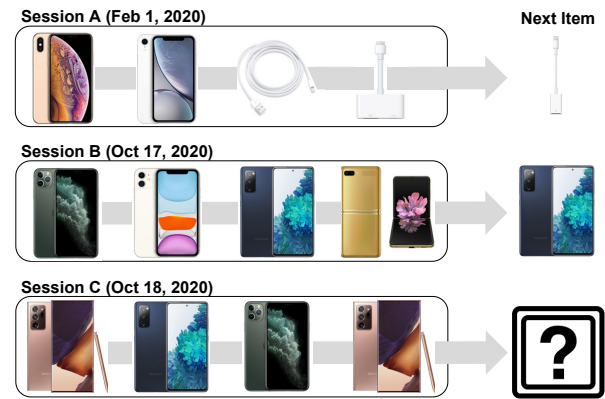 Session A (Feb 1, 2020)
Next Item
Session B (Oct 17, 2020)
Session C (Oct 18, 2020)
?